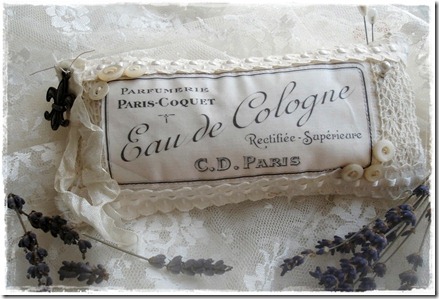 PARFUMERIE
PARIS-COQUET
Eau de Cologne
Rectifiée-Supérieure
C.D. PARIS